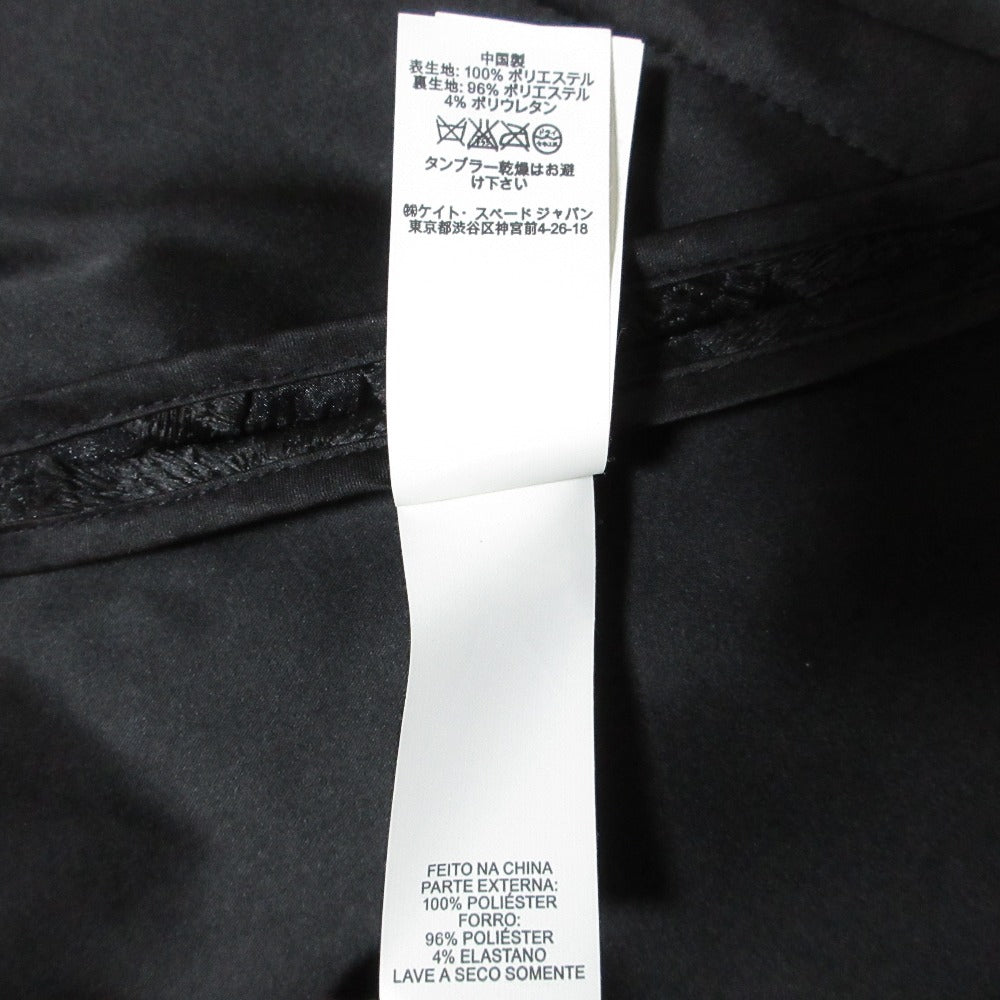 中国製
表生地: 100% ポリエステル
裏生地: 96% ポリエステル
4% ポリウレタン
タンブラー乾燥はお避
け下さい
㈱ケイト・スペード ジャパン
東京都渋谷区神宮前4-26-18
FEITO NA CHINA
PARTE EXTERNA:
100% POLIÉSTER
FORRO:
96% POLIÉSTER
4% ELASTANO
LAVE A SECO SOMENTE